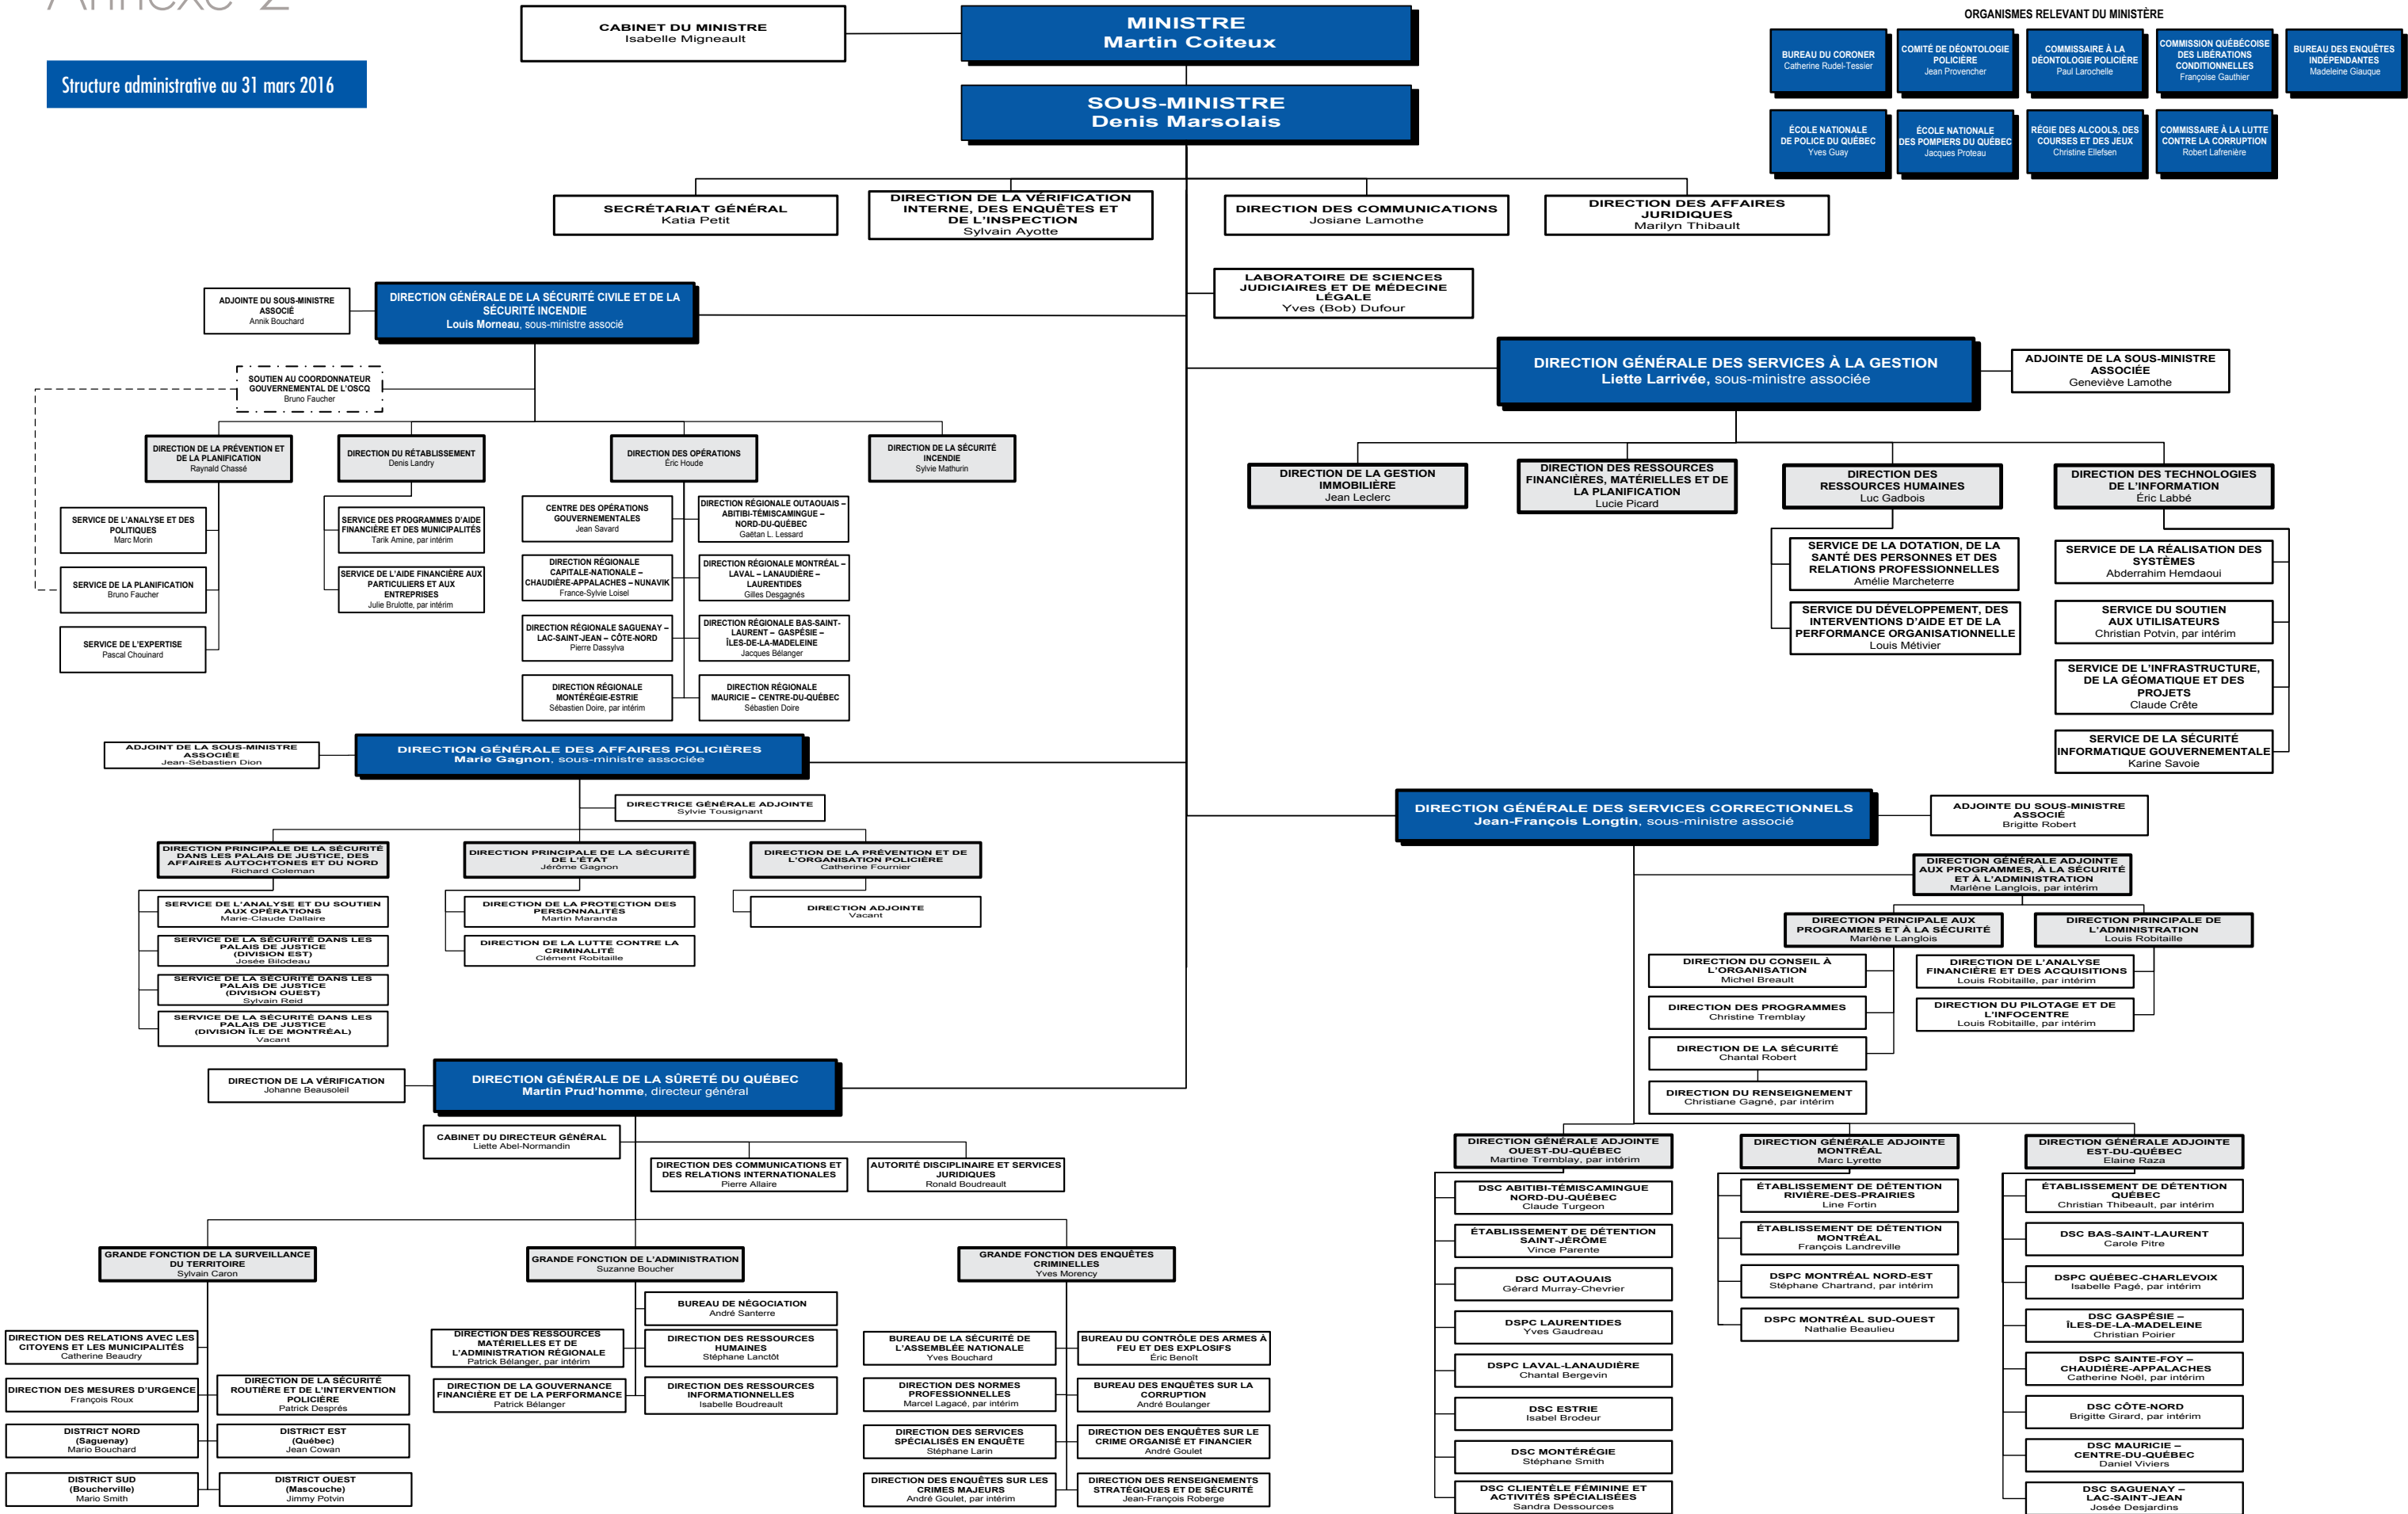 Annexe 2
Structure administrative au 31 mars 2016
CABINET DU MINISTRE
Isabelle Migneault
MINISTRE
Martin Coiteux
SOUS-MINISTRE
Denis Marsolais
ORGANISMES RELEVANT DU MINISTÈRE
BUREAU DU CORONER
Catherine Rudel-Tessier
COMITÉ DE DÉONTOLOGIE
POLICIÈRE
Jean Provencher
COMMISSAIRE À LA
DÉONTOLOGIE POLICIÈRE
Paul Larochelle
COMMISSION QUÉBÉCOISE
DES LIBÉRATIONS
CONDITIONNELLES
Françoise Gauthier
BUREAU DES ENQUÊTES
INDÉPENDANTES
Madeleine Giauque
ÉCOLE NATIONALE
DE POLICE DU QUÉBEC
Yves Guay
ÉCOLE NATIONALE
DES POMPIERS DU QUÉBEC
Jacques Proteau
RÉGIE DES ALCOOLS, DES
COURSES ET DES JEUX
Christine Ellefsen
COMMISSAIRE À LA LUTTE
CONTRE LA CORRUPTION
Robert Lafrenière
SECRÉTARIAT GÉNÉRAL
Katia Petit
DIRECTION DE LA VÉRIFICATION
INTERNE, DES ENQUÊTES ET
DE L'INSPECTION
Sylvain Ayotte
DIRECTION DES COMMUNICATIONS
Josiane Lamothe
DIRECTION DES AFFAIRES
JURIDIQUES
Marilyn Thibault
LABORATOIRE DE SCIENCES
JUDICIAIRES ET DE MÉDECINE
LÉGALE
Yves (Bob) Dufour
ADJOINTE DU SOUS-MINISTRE
ASSOCIÉ
Annik Bouchard
DIRECTION GÉNÉRALE DE LA SÉCURITÉ CIVILE ET DE LA
SÉCURITÉ INCENDIE
Louis Morneau, sous-ministre associé
SOUTIEN AU COORDONNATEUR
GOUVERNEMENTAL DE L'OSCQ
Bruno Faucher
DIRECTION DE LA PRÉVENTION ET
DE LA PLANIFICATION
Raynald Chassé
DIRECTION DU RÉTABLISSEMENT
Denis Landry
DIRECTION DES OPÉRATIONS
Éric Houde
DIRECTION DE LA SÉCURITÉ
INCENDIE
Sylvie Mathurin
SERVICE DE L'ANALYSE ET DES
POLITIQUES
Marc Morin
SERVICE DE LA PLANIFICATION
Bruno Faucher
SERVICE DE L'EXPERTISE
Pascal Chouinard
SERVICE DES PROGRAMMES D'AIDE
FINANCIÈRE ET DES MUNICIPALITÉS
Tarik Amine, par intérim
SERVICE DE L'AIDE FINANCIÈRE AUX
PARTICULIERS ET AUX
ENTREPRISES
Julie Brulotte, par intérim
CENTRE DES OPÉRATIONS
GOUVERNEMENTALES
Jean Savard
DIRECTION RÉGIONALE OUTAOUAIS –
ABITIBI-TÉMISCAMINGUE –
NORD-DU-QUÉBEC
Gaëtan L. Lessard
DIRECTION RÉGIONALE
CAPITALE-NATIONALE –
CHAUDIÈRE-APPALACHES – NUNAVIK
France-Sylvie Loisel
DIRECTION RÉGIONALE MONTRÉAL –
LAVAL – LANAUDIÈRE –
LAURENTIDES
Gilles Desgagnés
DIRECTION RÉGIONALE SAGUENAY –
LAC-SAINT-JEAN – CÔTE-NORD
Pierre Dassylva
DIRECTION RÉGIONALE BAS-SAINT-
LAURENT – GASPÉSIE –
ÎLES-DE-LA-MADELEINE
Jacques Bélanger
DIRECTION RÉGIONALE
MONTÉRÉGIE-ESTRIE
Sébastien Doire, par intérim
DIRECTION RÉGIONALE
MAURICIE – CENTRE-DU-QUÉBEC
Sébastien Doire
DIRECTION GÉNÉRALE DES SERVICES À LA GESTION
Liette Larrivée, sous-ministre associée
ADJOINTE DE LA SOUS-MINISTRE
ASSOCIÉE
Geneviève Lamothe
DIRECTION DE LA GESTION
IMMOBILIÈRE
Jean Leclerc
DIRECTION DES RESSOURCES
FINANCIÈRES, MATÉRIELLES ET DE
LA PLANIFICATION
Lucie Picard
DIRECTION DES
RESSOURCES HUMAINES
Luc Gadbois
DIRECTION DES TECHNOLOGIES
DE L'INFORMATION
Éric Labbé
SERVICE DE LA DOTATION, DE LA
SANTÉ DES PERSONNES ET DES
RELATIONS PROFESSIONNELLES
Amélie Marcheterre
SERVICE DU DÉVELOPPEMENT, DES
INTERVENTIONS D'AIDE ET DE LA
PERFORMANCE ORGANISATIONNELLE
Louis Métivier
SERVICE DE LA RÉALISATION DES
SYSTÈMES
Abderrahim Hemdaoui
SERVICE DU SOUTIEN
AUX UTILISATEURS
Christian Potvin, par intérim
SERVICE DE L'INFRASTRUCTURE,
DE LA GÉOMATIQUE ET DES
PROJETS
Claude Crête
SERVICE DE LA SÉCURITÉ
INFORMATIQUE GOUVERNEMENTALE
Karine Savoie
ADJOINT DE LA SOUS-MINISTRE
ASSOCIÉE
Jean-Sébastien Dion
DIRECTION GÉNÉRALE DES AFFAIRES POLICIÈRES
Marie Gagnon, sous-ministre associée
DIRECTRICE GÉNÉRALE ADJOINTE
Sylvie Tousignant
DIRECTION PRINCIPALE DE LA SÉCURITÉ
DANS LES PALAIS DE JUSTICE, DES
AFFAIRES AUTOCHTONES ET DU NORD
Richard Coleman
DIRECTION PRINCIPALE DE LA SÉCURITÉ
DE L'ÉTAT
Jérôme Gagnon
DIRECTION DE LA PRÉVENTION ET DE
L'ORGANISATION POLICIÈRE
Catherine Fournier
SERVICE DE L'ANALYSE ET DU SOUTIEN
AUX OPÉRATIONS
Marie-Claude Dallaire
SERVICE DE LA SÉCURITÉ DANS LES
PALAIS DE JUSTICE
(DIVISION EST)
Josée Bilodeau
SERVICE DE LA SÉCURITÉ DANS LES
PALAIS DE JUSTICE
(DIVISION OUEST)
Sylvain Reid
SERVICE DE LA SÉCURITÉ DANS LES
PALAIS DE JUSTICE
(DIVISION ÎLE DE MONTRÉAL)
Vacant
DIRECTION DE LA PROTECTION DES
PERSONNALITÉS
Martin Maranda
DIRECTION DE LA LUTTE CONTRE LA
CRIMINALITÉ
Clément Robitaille
DIRECTION ADJOINTE
Vacant
DIRECTION GÉNÉRALE DES SERVICES CORRECTIONNELS
Jean-François Longtin, sous-ministre associé
ADJOINTE DU SOUS-MINISTRE
ASSOCIÉ
Brigitte Robert
DIRECTION GÉNÉRALE ADJOINTE
AUX PROGRAMMES, À LA SÉCURITÉ
ET À L'ADMINISTRATION
Marlène Langlois, par intérim
DIRECTION PRINCIPALE AUX
PROGRAMMES ET À LA SÉCURITÉ
Marlène Langlois
DIRECTION PRINCIPALE DE
L'ADMINISTRATION
Louis Robitaille
DIRECTION DU CONSEIL À
L'ORGANISATION
Michel Breault
DIRECTION DES PROGRAMMES
Christine Tremblay
DIRECTION DE LA SÉCURITÉ
Chantal Robert
DIRECTION DU RENSEIGNEMENT
Christiane Gagné, par intérim
DIRECTION DE L'ANALYSE
FINANCIÈRE ET DES ACQUISITIONS
Louis Robitaille, par intérim
DIRECTION DU PILOTAGE ET DE
L'INFOCENTRE
Louis Robitaille, par intérim
DIRECTION DE LA VÉRIFICATION
Johanne Beausoleil
DIRECTION GÉNÉRALE DE LA SÛRETÉ DU QUÉBEC
Martin Prud'homme, directeur général
CABINET DU DIRECTEUR GÉNÉRAL
Liette Abel-Normandin
DIRECTION DES COMMUNICATIONS ET
DES RELATIONS INTERNATIONALES
Pierre Allaire
AUTORITÉ DISCIPLINAIRE ET SERVICES
JURIDIQUES
Ronald Boudreault
GRANDE FONCTION DE LA SURVEILLANCE
DU TERRITOIRE
Sylvain Caron
GRANDE FONCTION DE L'ADMINISTRATION
Suzanne Boucher
GRANDE FONCTION DES ENQUÊTES
CRIMINELLES
Yves Morency
DIRECTION DES RELATIONS AVEC LES
CITOYENS ET LES MUNICIPALITÉS
Catherine Beaudry
DIRECTION DES MESURES D'URGENCE
François Roux
DIRECTION DE LA SÉCURITÉ
ROUTIÈRE ET DE L'INTERVENTION
POLICIÈRE
Patrick Després
DISTRICT NORD
(Saguenay)
Mario Bouchard
DISTRICT EST
(Québec)
Jean Cowan
DISTRICT SUD
(Boucherville)
Mario Smith
DISTRICT OUEST
(Mascouche)
Jimmy Potvin
BUREAU DE NÉGOCIATION
André Santerre
DIRECTION DES RESSOURCES
MATÉRIELLES ET DE
L'ADMINISTRATION RÉGIONALE
Patrick Bélanger, par intérim
DIRECTION DES RESSOURCES
HUMAINES
Stéphane Lanctôt
DIRECTION DE LA GOUVERNANCE
FINANCIÈRE ET DE LA PERFORMANCE
Patrick Bélanger
DIRECTION DES RESSOURCES
INFORMATIONNELLES
Isabelle Boudreault
BUREAU DE LA SÉCURITÉ DE
L'ASSEMBLÉE NATIONALE
Yves Bouchard
BUREAU DU CONTRÔLE DES ARMES À
FEU ET DES EXPLOSIFS
Éric Benoît
DIRECTION DES NORMES
PROFESSIONNELLES
Marcel Lagacé, par intérim
BUREAU DES ENQUÊTES SUR LA
CORRUPTION
André Boulanger
DIRECTION DES SERVICES
SPÉCIALISÉS EN ENQUÊTE
Stéphane Larin
DIRECTION DES ENQUÊTES SUR LE
CRIME ORGANISÉ ET FINANCIER
André Goulet
DIRECTION DES ENQUÊTES SUR LES
CRIMES MAJEURS
André Goulet, par intérim
DIRECTION DES RENSEIGNEMENTS
STRATÉGIQUES ET DE SÉCURITÉ
Jean-François Roberge
DIRECTION GÉNÉRALE ADJOINTE
OUEST-DU-QUÉBEC
Martine Tremblay, par intérim
DIRECTION GÉNÉRALE ADJOINTE
MONTRÉAL
Marc Lyrette
DIRECTION GÉNÉRALE ADJOINTE
EST-DU-QUÉBEC
Elaine Raza
DSC ABITIBI-TÉMISCAMINGUE
NORD-DU-QUÉBEC
Claude Turgeon
ÉTABLISSEMENT DE DÉTENTION
SAINT-JÉRÔME
Vince Parente
DSC OUTAOUAIS
Gérard Murray-Chevrier
DSPC LAURENTIDES
Yves Gaudreau
DSPC LAVAL-LANAUDIÈRE
Chantal Bergevin
DSC ESTRIE
Isabel Brodeur
DSC MONTÉRÉGIE
Stéphane Smith
DSC CLIENTÈLE FÉMININE ET
ACTIVITÉS SPÉCIALISÉES
Sandra Dessources
ÉTABLISSEMENT DE DÉTENTION
RIVIÈRE-DES-PRAIRIES
Line Fortin
ÉTABLISSEMENT DE DÉTENTION
MONTRÉAL
François Landreville
DSPC MONTRÉAL NORD-EST
Stéphane Chartrand, par intérim
DSPC MONTRÉAL SUD-OUEST
Nathalie Beaulieu
ÉTABLISSEMENT DE DÉTENTION
QUÉBEC
Christian Thibeault, par intérim
DSC BAS-SAINT-LAURENT
Carole Pitre
DSPC QUÉBEC-CHARLEVOIX
Isabelle Pagé, par intérim
DSC GASPÉSIE –
ÎLES-DE-LA-MADELEINE
Christian Poirier
DSPC SAINTE-FOY –
CHAUDIÈRE-APPALACHES
Catherine Noël, par intérim
DSC CÔTE-NORD
Brigitte Girard, par intérim
DSC MAURICIE –
CENTRE-DU-QUÉBEC
Daniel Viviers
DSC SAGUENAY –
LAC-SAINT-JEAN
Josée Desjardins